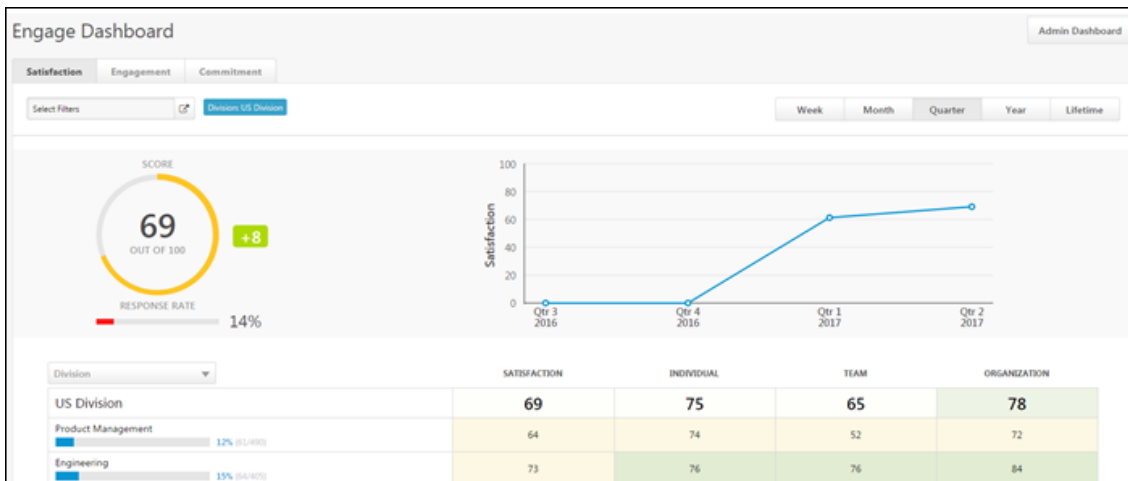 Engage Dashboard
Admin Dashboard
Satisfaction Engagement Commitment
Select Filters Division: US Division Week Month Quarter Year Lifetime
SCORE
69
OUT OF 100
+8
RESPONSE RATE
14%
Satisfaction
100
80
60
40
20
0
Qtr 3 Qtr 4 Qtr 1 Qtr 2
2016 2016 2017 2017
Division SATISFACTION INDIVIDUAL TEAM ORGANIZATION
US Division 69 75 65 78
Product Management
12% (61/490) 64 74 52 72
Engineering
15% (64/405) 73 76 76 84